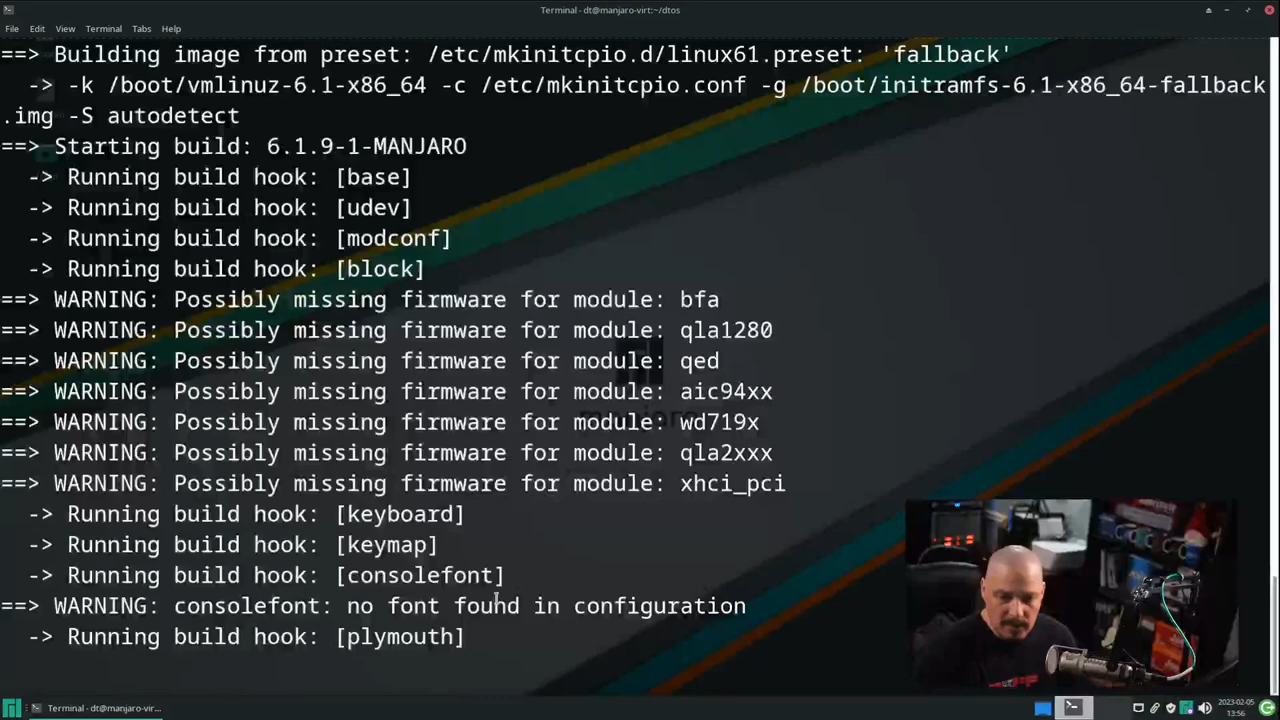 Terminal - dt@manjaro-virt:~/dtos
File Edit View Terminal Tabs Help
==> Building image from preset: /etc/mkinitcpio.d/linux61.preset: 'fallback'
  -> -k /boot/vmlinuz-6.1-x86_64 -c /etc/mkinitcpio.conf -g /boot/initramfs-6.1-x86_64-fallback
.img -S autodetect
==> Starting build: 6.1.9-1-MANJARO
  -> Running build hook: [base]
  -> Running build hook: [udev]
  -> Running build hook: [modconf]
  -> Running build hook: [block]
==> WARNING: Possibly missing firmware for module: bfa
==> WARNING: Possibly missing firmware for module: qla1280
==> WARNING: Possibly missing firmware for module: qed
==> WARNING: Possibly missing firmware for module: aic94xx
==> WARNING: Possibly missing firmware for module: wd719x
==> WARNING: Possibly missing firmware for module: qla2xxx
==> WARNING: Possibly missing firmware for module: xhci_pci
  -> Running build hook: [keyboard]
  -> Running build hook: [keymap]
  -> Running build hook: [consolefont]
==> WARNING: consolefont: no font found in configuration
  -> Running build hook: [plymouth]
Terminal - dt@manjaro-vir...
2023-02-05
13:56